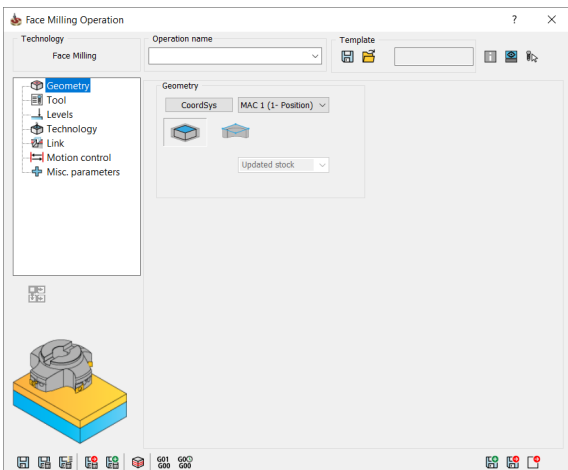 Face Milling Operation
Technology
Operation name
Template
Face Milling
Geometry
Tool
Levels
Technology
Link
Motion control
Misc. parameters
Geometry
CoordSys
MAC 1 (1- Position)
Updated stock
G01
G00
G00
G00